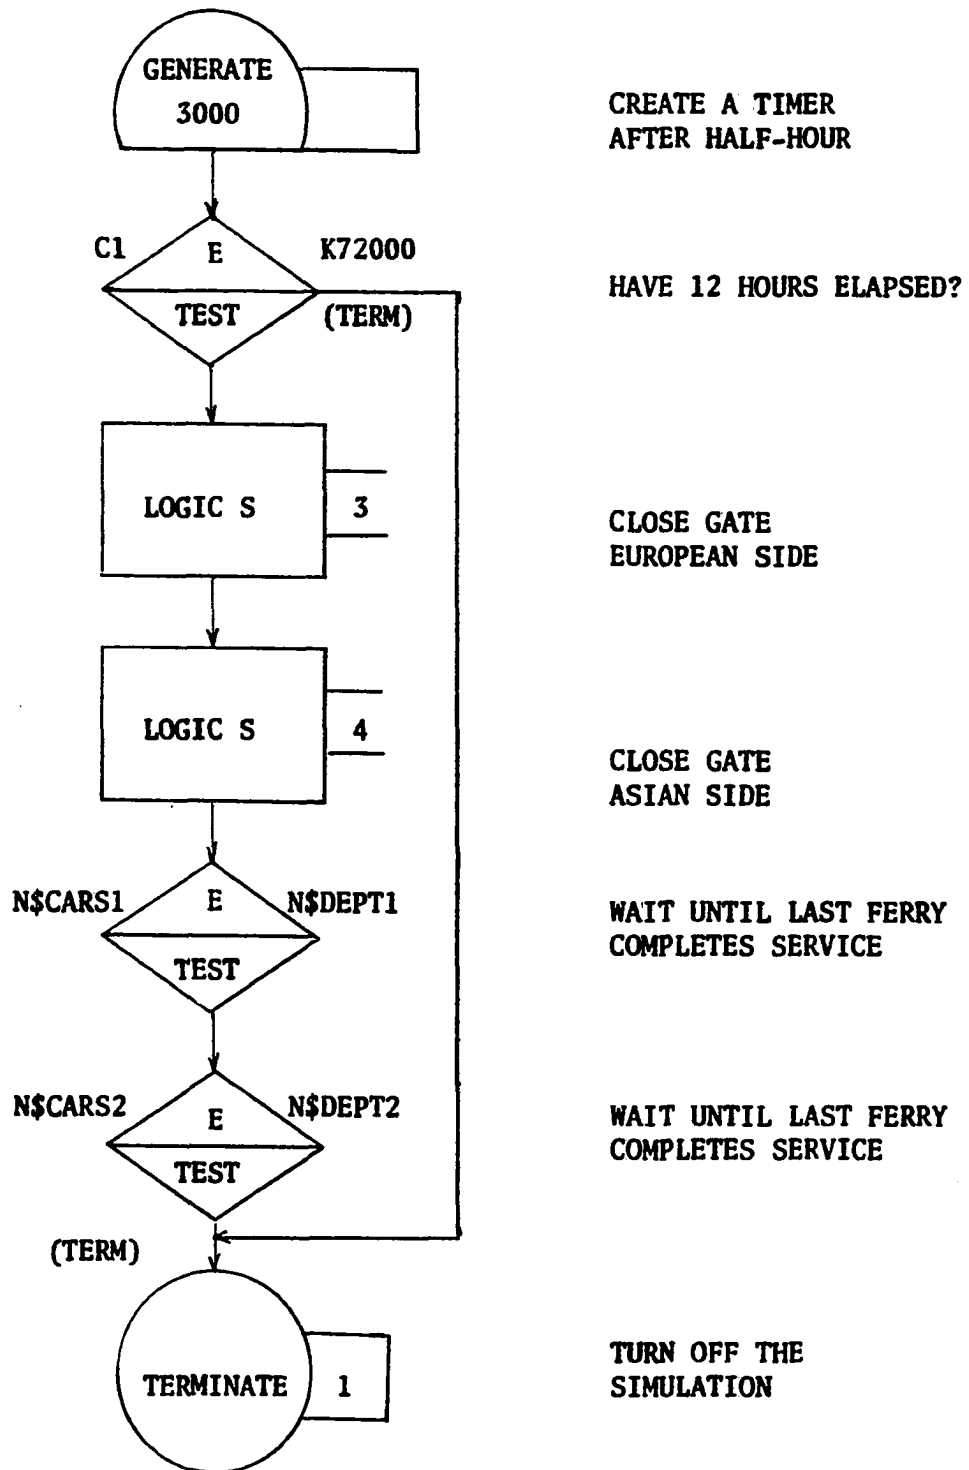 GENERATE
3000
CREATE A TIMER
AFTER HALF-HOUR
C1
E
K72000
TEST
(TERM)
HAVE 12 HOURS ELAPSED?
LOGIC S
3
CLOSE GATE
EUROPEAN SIDE
LOGIC S
4
CLOSE GATE
ASIAN SIDE
N$CARS1
E
N$DEPT1
TEST
WAIT UNTIL LAST FERRY
COMPLETES SERVICE
N$CARS2
E
N$DEPT2
TEST
WAIT UNTIL LAST FERRY
COMPLETES SERVICE
(TERM)
TERMINATE
1
TURN OFF THE
SIMULATION